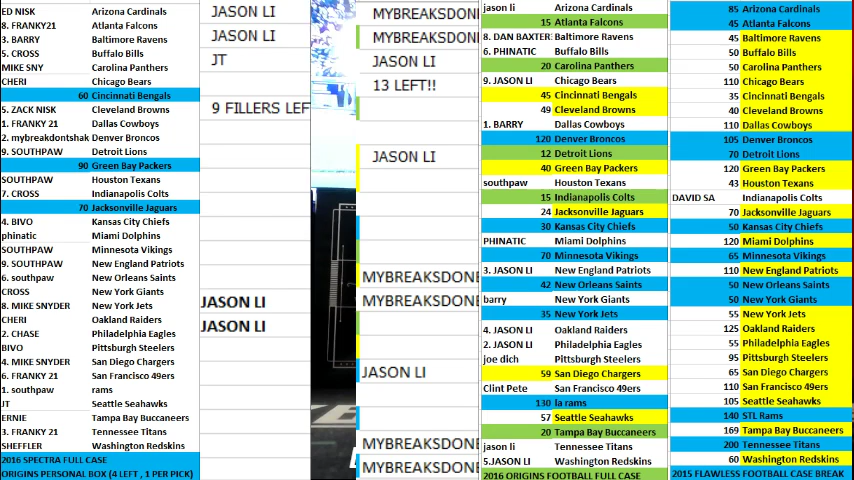 ED NISK Arizona Cardinals
8. FRANKY21 Atlanta Falcons
3. BARRY Baltimore Ravens
5. CROSS Buffalo Bills
MIKE SNY Carolina Panthers
CHERI Chicago Bears
60 Cincinnati Bengals
5. ZACK NISK Cleveland Browns
1. FRANKY 21 Dallas Cowboys
2. mybreakdontshak Denver Broncos
9. SOUTHPAW Detroit Lions
90 Green Bay Packers
SOUTHPAW Houston Texans
7. CROSS Indianapolis Colts
70 Jacksonville Jaguars
4. BIVO Kansas City Chiefs
phinatic Miami Dolphins
SOUTHPAW Minnesota Vikings
9. SOUTHPAW New England Patriots
6. southpaw New Orleans Saints
CROSS New York Giants
8. MIKE SNYDER New York Jets
CHERI Oakland Raiders
2. CHASE Philadelphia Eagles
BIVO Pittsburgh Steelers
4. MIKE SNYDER San Diego Chargers
6. FRANKY 21 San Francisco 49ers
1. southpaw rams
JT Seattle Seahawks
ERNIE Tampa Bay Buccaneers
3. FRANKY 21 Tennessee Titans
SHEFFLER Washington Redskins
2016 SPECTRA FULL CASE
ORIGINS PERSONAL BOX (4 LEFT , 1 PER PICK)
JASON LI
JASON LI
JT
9 FILLERS LEF
JASON LI
JASON LI
MYBREAKSDONE
MYBREAKSDONE
JASON LI
13 LEFT!!
JASON LI
MYBREAKSDONE
MYBREAKSDONE
JASON LI
MYBREAKSDONE
MYBREAKSDONE
jason li Arizona Cardinals
15 Atlanta Falcons
8. DAN BAXTER Baltimore Ravens
6. PHINATIC Buffalo Bills
20 Carolina Panthers
9. JASON LI Chicago Bears
45 Cincinnati Bengals
49 Cleveland Browns
1. BARRY Dallas Cowboys
120 Denver Broncos
12 Detroit Lions
40 Green Bay Packers
southpaw Houston Texans
15 Indianapolis Colts
24 Jacksonville Jaguars
30 Kansas City Chiefs
PHINATIC Miami Dolphins
70 Minnesota Vikings
3. JASON LI New England Patriots
42 New Orleans Saints
barry New York Giants
35 New York Jets
4. JASON LI Oakland Raiders
2. JASON LI Philadelphia Eagles
joe dich Pittsburgh Steelers
59 San Diego Chargers
Clint Pete San Francisco 49ers
130 la rams
57 Seattle Seahawks
20 Tampa Bay Buccaneers
jason li Tennessee Titans
5.JASON LI Washington Redskins
2016 ORIGINS FOOTBALL FULL CASE
85 Arizona Cardinals
45 Atlanta Falcons
45 Baltimore Ravens
50 Buffalo Bills
50 Carolina Panthers
110 Chicago Bears
35 Cincinnati Bengals
40 Cleveland Browns
110 Dallas Cowboys
105 Denver Broncos
70 Detroit Lions
120 Green Bay Packers
43 Houston Texans
DAVID SA Indianapolis Colts
70 Jacksonville Jaguars
50 Kansas City Chiefs
120 Miami Dolphins
65 Minnesota Vikings
110 New England Patriots
50 New Orleans Saints
50 New York Giants
55 New York Jets
125 Oakland Raiders
55 Philadelphia Eagles
95 Pittsburgh Steelers
65 San Diego Chargers
110 San Francisco 49ers
105 Seattle Seahawks
140 STL Rams
169 Tampa Bay Buccaneers
200 Tennessee Titans
60 Washington Redskins
2015 FLAWLESS FOOTBALL CASE BREAK